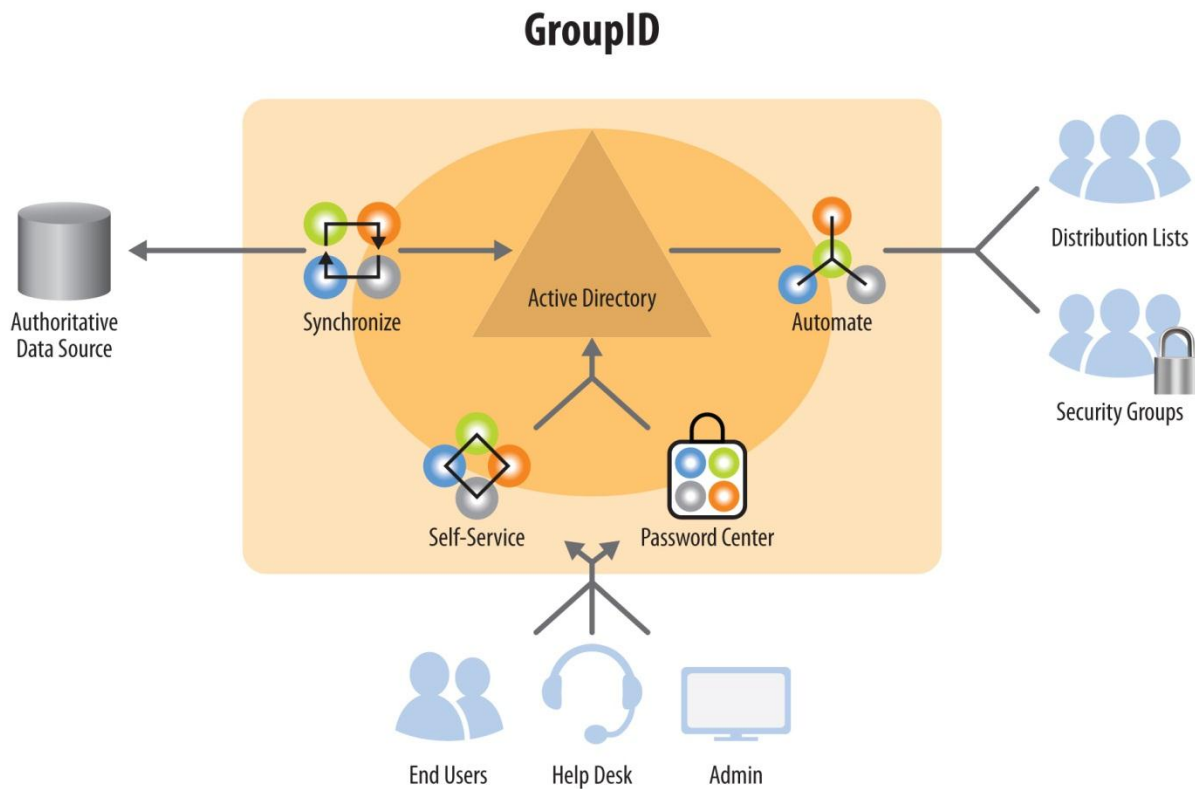 GroupID
Distribution Lists
Active Directory
Synchronize
Automate
Authoritative
Data Source
Security Groups
Self-Service
Password Center
End Users
Help Desk
Admin